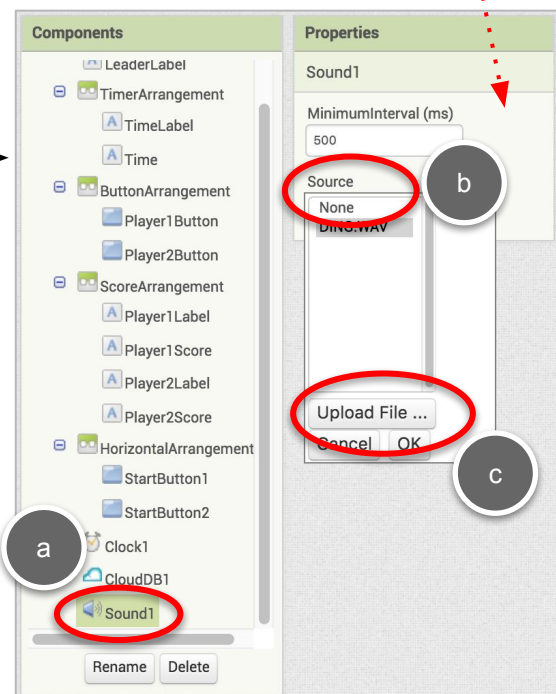 Components
LeaderLabel
TimerArrangement
TimeLabel
Time
ButtonArrangement
Player1Button
Player2Button
ScoreArrangement
Player1Label
Player1Score
Player2Label
Player2Score
HorizontalArrangement
StartButton1
StartButton2
a
Clock1
CloudDB1
Sound1
Rename Delete
Properties
Sound1
MinimumInterval (ms)
500
Source
b
None
DING.WAV
Upload File ...
Cancel OK
c